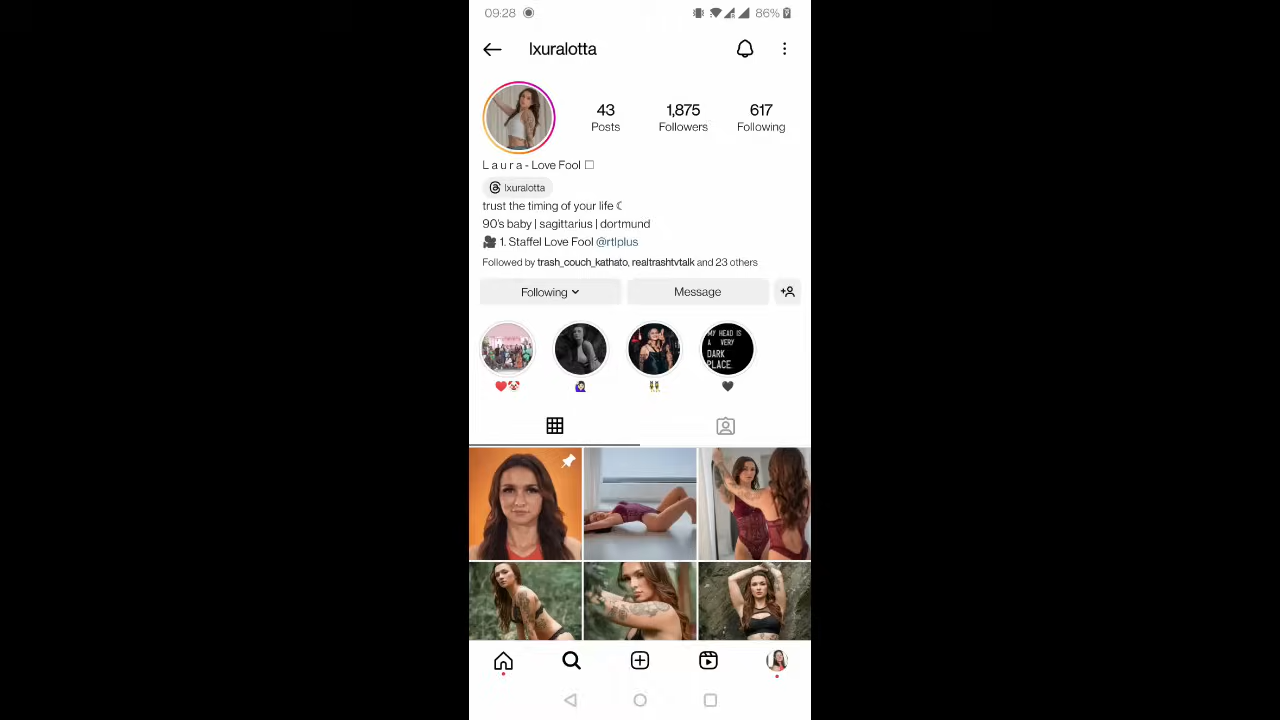 09:28
86%
lxuralotta
43
1,875
617
Posts
Followers
Following
L a u r a - Love Fool □
lxuralotta
trust the timing of your life ☾
90's baby | sagittarius | dortmund
🎥 1. Staffel Love Fool @rtlplus
Followed by trash_couch_kathato, realtrashtvtalk and 23 others
Following
Message
MY HEAD IS
A VERY
DARK
PLACE.